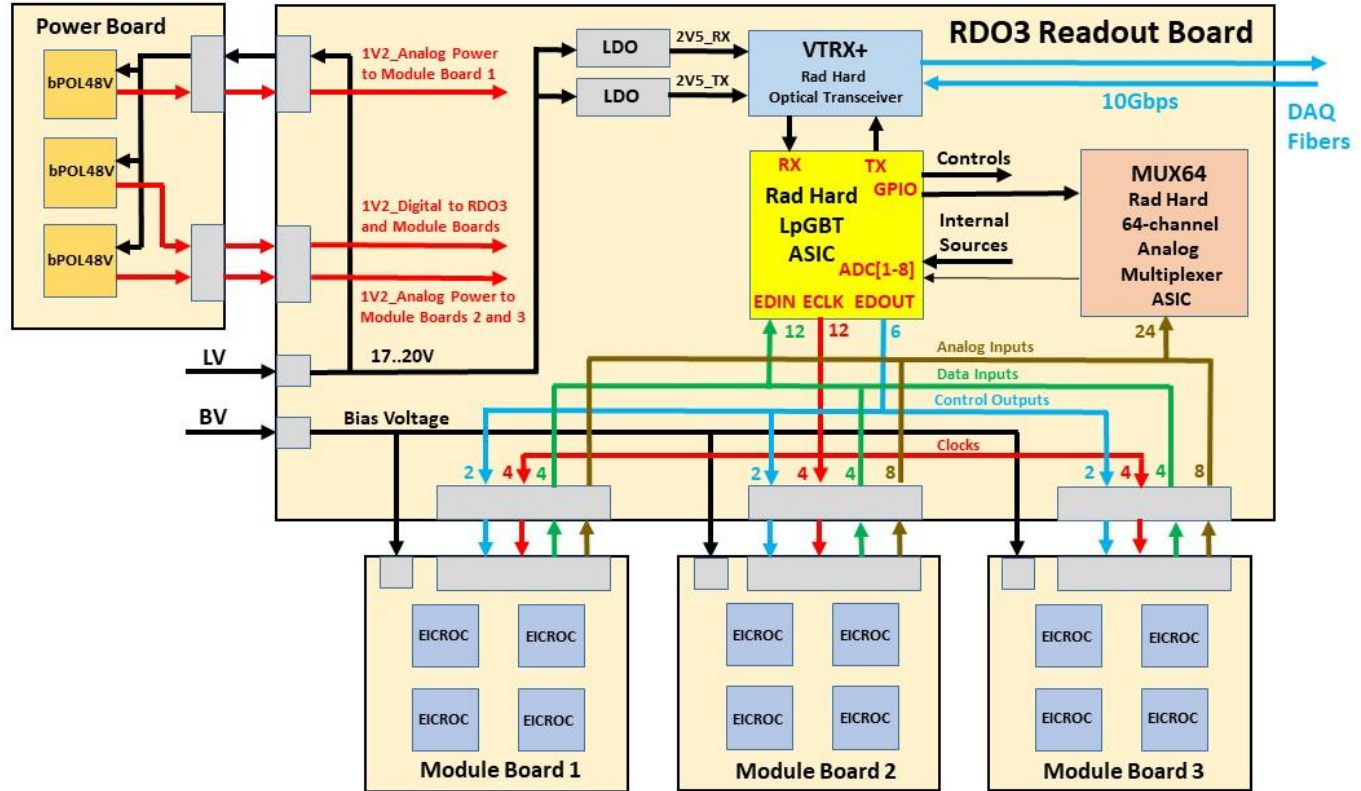 Power Board
bPOL48V
bPOL48V
bPOL48V
1V2_Analog Power
to Module Board 1
1V2_Digital to RDO3
and Module Boards
1V2_Analog Power to
Module Boards 2 and 3
LV
17..20V
BV
Bias Voltage
LDO
2V5_RX
LDO
2V5_TX
VTRX+
Rad Hard
Optical Transceiver
RDO3 Readout Board
10Gbps
DAQ
Fibers
RX
TX
GPIO
Rad Hard
LpGBT
ASIC
ADC[1-8]
EDIN ECLK EDOUT
Controls
Internal
Sources
MUX64
Rad Hard
64-channel
Analog
Multiplexer
ASIC
12
12
6
24
Analog Inputs
Data Inputs
Control Outputs
Clocks
2 4 4 8
2 4 4 8
2 4 4 8
EICROC EICROC
EICROC EICROC
Module Board 1
EICROC EICROC
EICROC EICROC
Module Board 2
EICROC EICROC
EICROC EICROC
Module Board 3